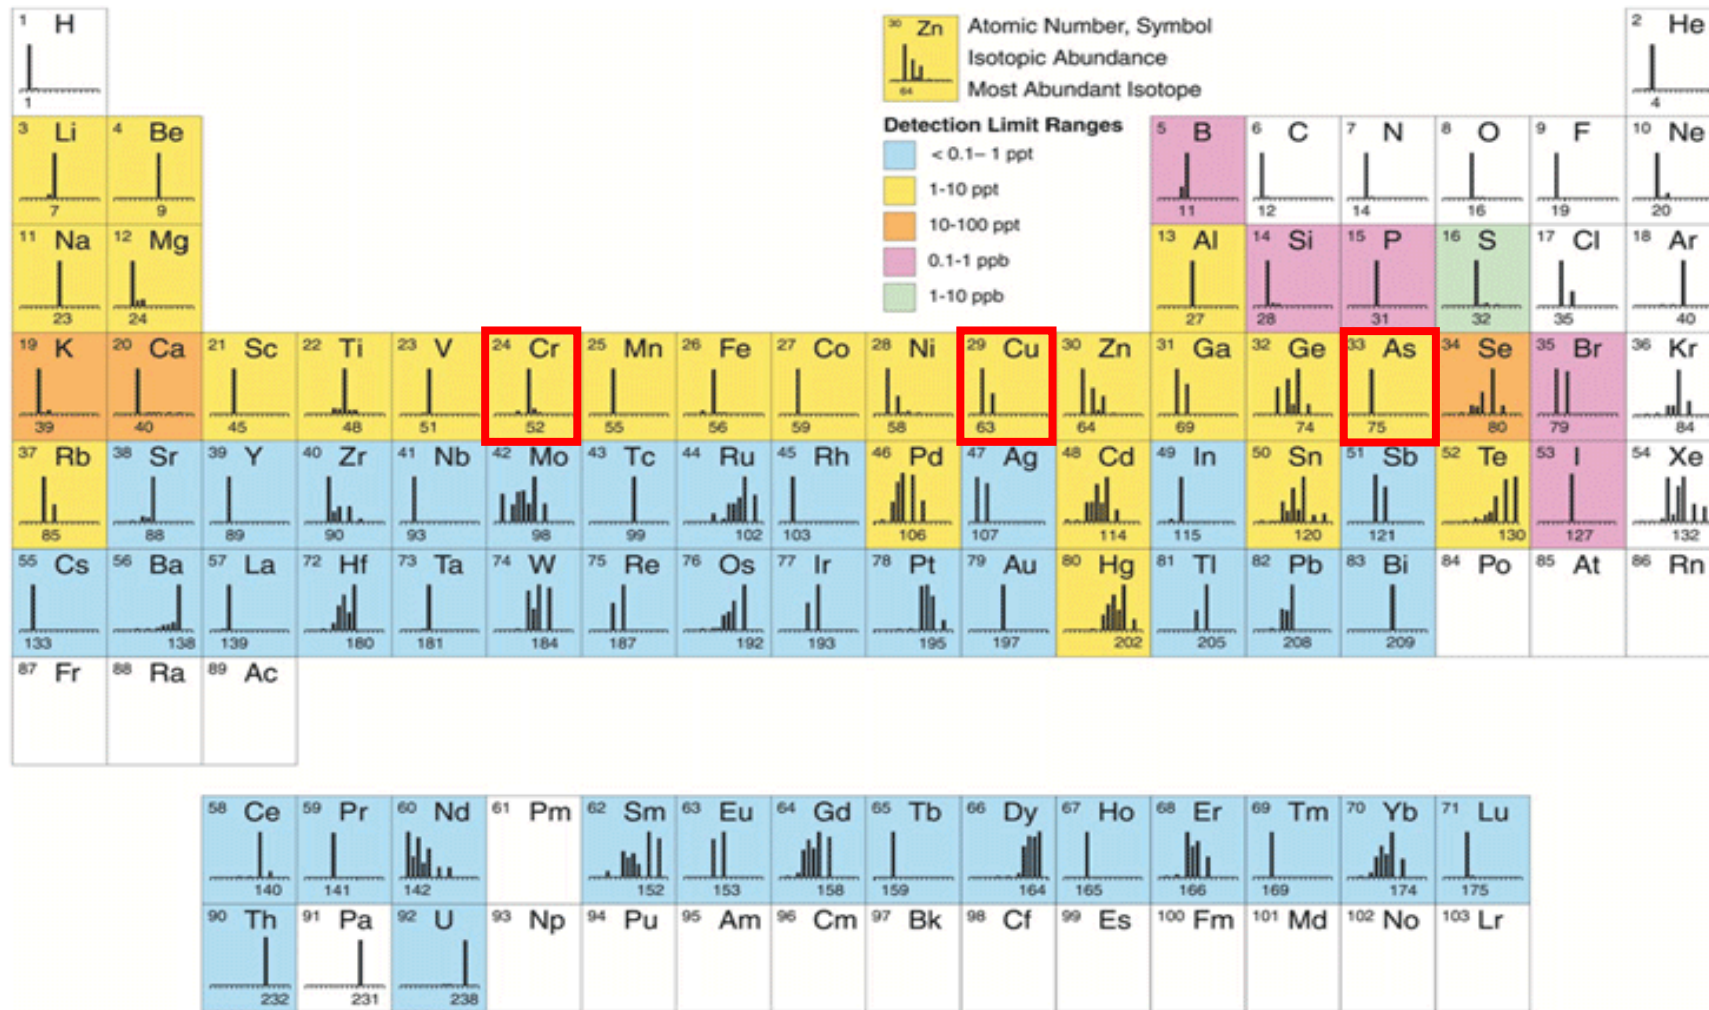 1 H
1
30 Zn Atomic Number, Symbol
Isotopic Abundance
64 Most Abundant Isotope
2 He
4
Detection Limit Ranges
< 0.1– 1 ppt
1-10 ppt
10-100 ppt
0.1-1 ppb
1-10 ppb
3 Li 4 Be 5 B 6 C 7 N 8 O 9 F 10 Ne
7 9 11 12 14 16 19 20
11 Na 12 Mg 13 Al 14 Si 15 P 16 S 17 Cl 18 Ar
23 24 27 28 31 32 35 40
19 K 20 Ca 21 Sc 22 Ti 23 V 24 Cr 25 Mn 26 Fe 27 Co 28 Ni 29 Cu 30 Zn 31 Ga 32 Ge 33 As 34 Se 35 Br 36 Kr
39 40 45 48 51 52 55 56 59 58 63 64 69 74 75 80 79 84
37 Rb 38 Sr 39 Y 40 Zr 41 Nb 42 Mo 43 Tc 44 Ru 45 Rh 46 Pd 47 Ag 48 Cd 49 In 50 Sn 51 Sb 52 Te 53 I 54 Xe
85 88 89 90 93 98 99 102 103 106 107 114 115 120 121 130 127 132
55 Cs 56 Ba 57 La 72 Hf 73 Ta 74 W 75 Re 76 Os 77 Ir 78 Pt 79 Au 80 Hg 81 Tl 82 Pb 83 Bi 84 Po 85 At 86 Rn
133 138 139 180 181 184 187 192 193 195 197 202 205 208 209
87 Fr 88 Ra 89 Ac
58 Ce 59 Pr 60 Nd 61 Pm 62 Sm 63 Eu 64 Gd 65 Tb 66 Dy 67 Ho 68 Er 69 Tm 70 Yb 71 Lu
140 141 142 152 153 158 159 164 165 166 169 174 175
90 Th 91 Pa 92 U 93 Np 94 Pu 95 Am 96 Cm 97 Bk 98 Cf 99 Es 100 Fm 101 Md 102 No 103 Lr
232 231 238